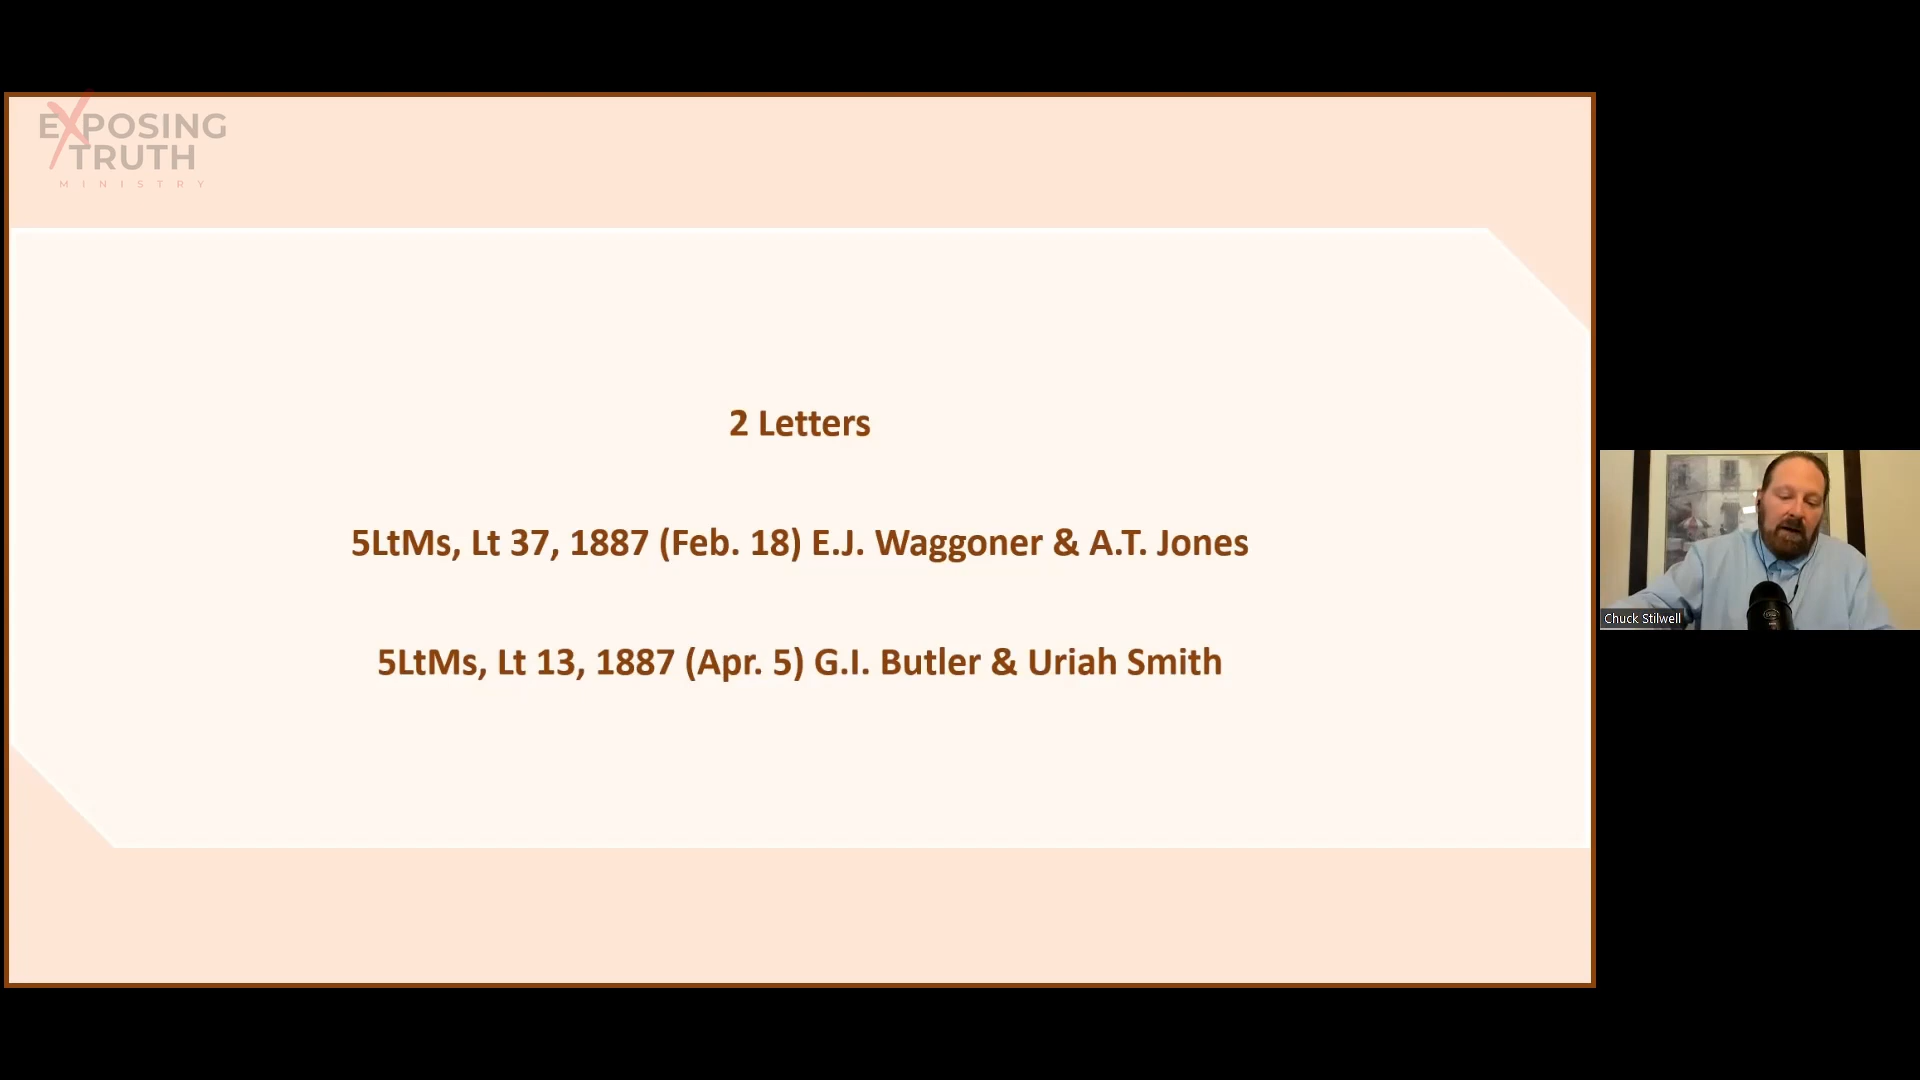 EXPOSING
TRUTH
MINISTRY
2 Letters
5LtMs, Lt 37, 1887 (Feb. 18) E.J. Waggoner & A.T. Jones
5LtMs, Lt 13, 1887 (Apr. 5) G.I. Butler & Uriah Smith
Chuck Stilwell